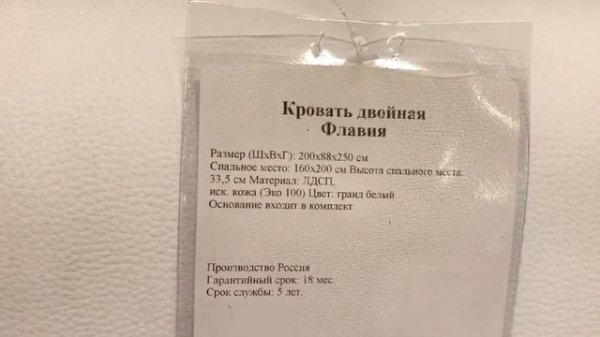 Кровать двойная
Флавия
Размер (ШхВхГ): 200х88х250 см
Спальное место: 160х200 см Высота спального места:
33,5 см Материал: ЛДСП,
иск. кожа (Эко 100) Цвет: гранд белый
Основание входит в комплект
Производство Россия
Гарантийный срок: 18 мес.
Срок службы: 5 лет.